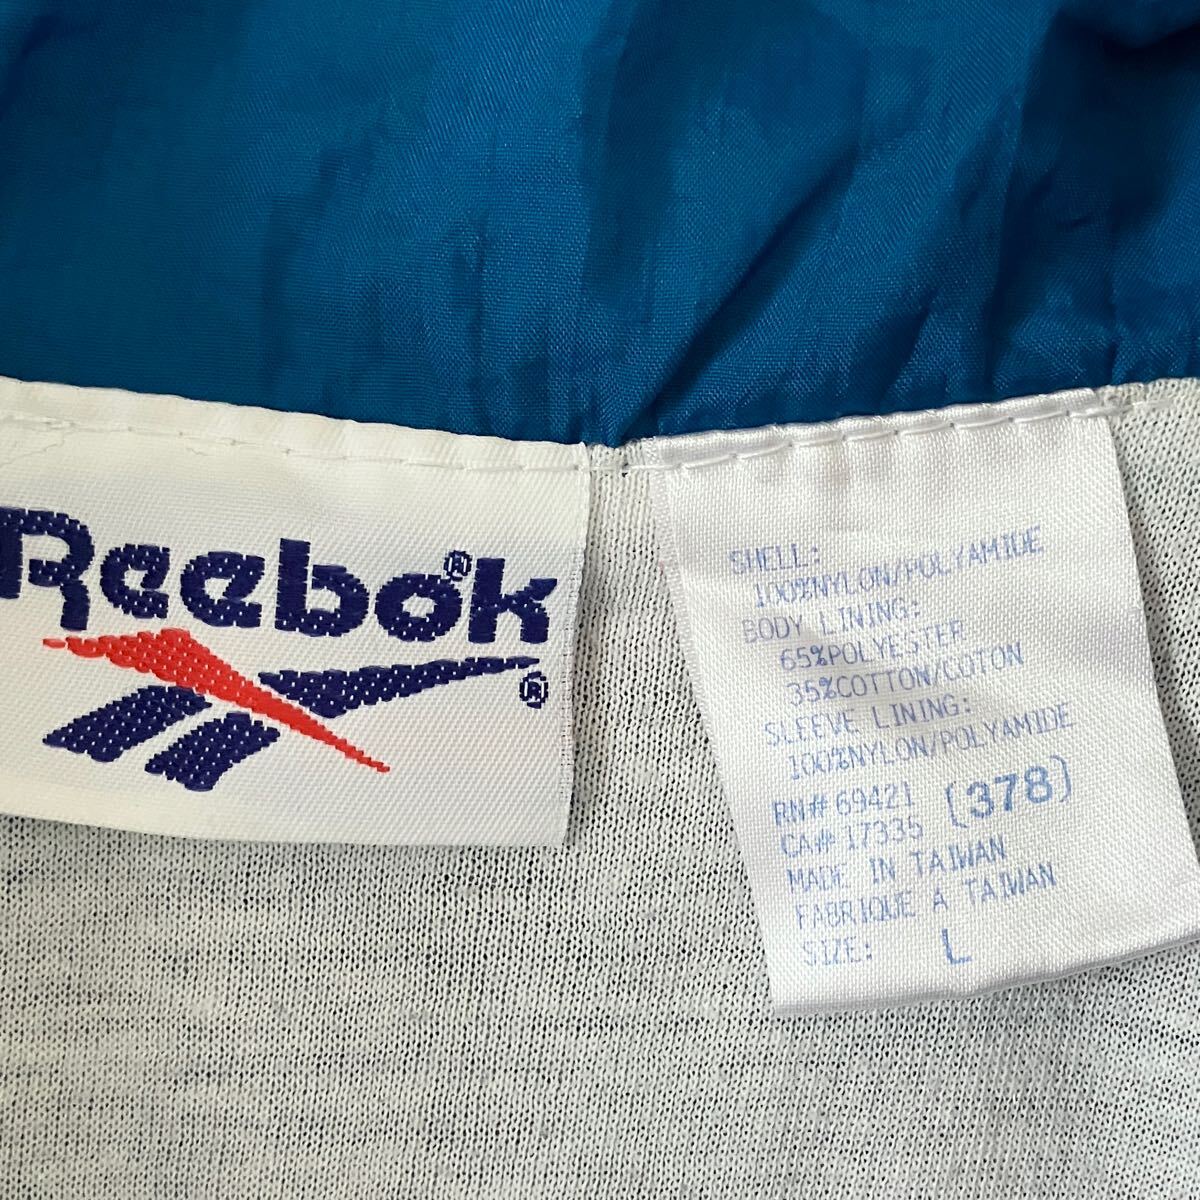 Reebok®
®
SHELL:
100%NYLON/POLYAMIDE
BODY LINING:
65%POLYESTER
35%COTTON/COTON
SLEEVE LINING:
100%NYLON/POLYAMIDE
RN# 69421 (378)
CA# 17335
MADE IN TAIWAN
FABRIQUE A TAIWAN
SIZE: L